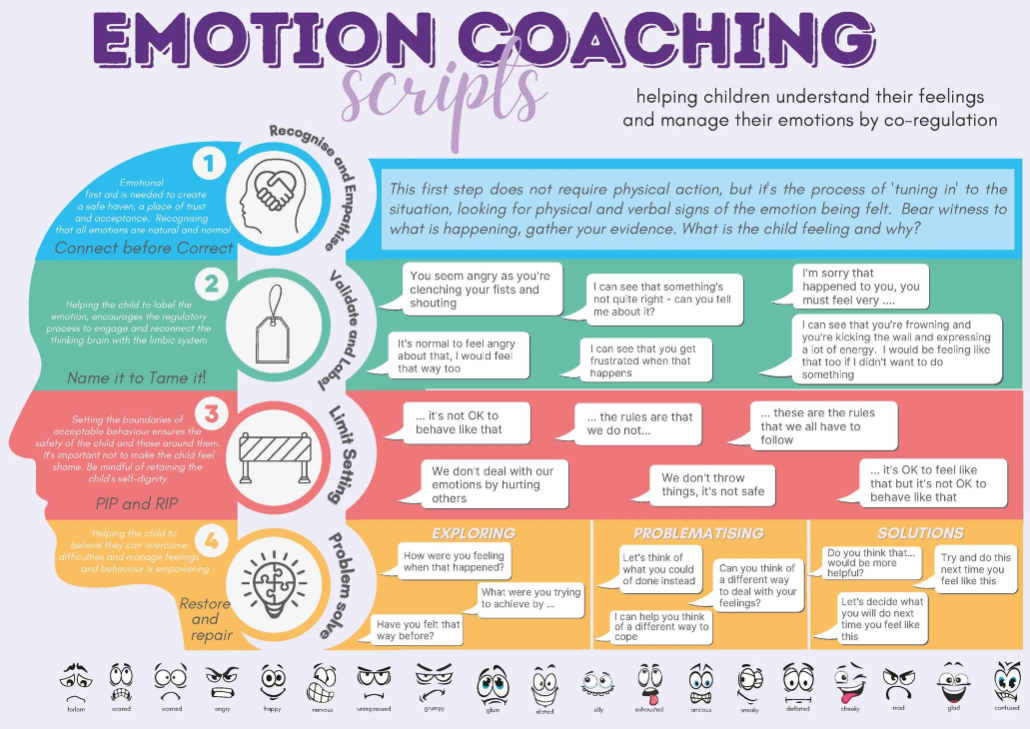 EMOTION COACHING
scripts
helping children understand their feelings
and manage their emotions by co-regulation
1
Emotional
first aid is needed to create
a safe haven, a place of trust
and acceptance. Recognising
that all emotions are natural and normal
Connect before Correct
Recognise and Empathise
This first step does not require physical action, but it's the process of 'tuning in' to the
situation, looking for physical and verbal signs of the emotion being felt. Bear witness to
what is happening, gather your evidence. What is the child feeling and why?
2
Helping the child to label the
emotion, encourages the regulatory
process to engage and reconnect the
thinking brain with the limbic system
Name it to Tame it!
Validate and Label
You seem angry as you're
clenching your fists and
shouting
I can see that something's
not quite right - can you tell
me about it?
I'm sorry that
happened to you, you
must feel very ....
It's normal to feel angry
about that, I would feel
that way too
I can see that you get
frustrated when that
happens
I can see that you're frowning and
you're kicking the wall and expressing
a lot of energy. I would be feeling like
that too if I didn't want to do
something
3
Setting the boundaries of
acceptable behaviour ensures the
safety of the child and those around them.
It's important not to make the child feel
shame. Be mindful of retaining the
child's self-dignity
PIP and RIP
Limit Setting
... it's not OK to
behave like that
... the rules are that
we do not...
... these are the rules
that we all have to
follow
We don't deal with our
emotions by hurting
others
We don't throw
things, it's not safe
... it's OK to feel like
that but it's not OK to
behave like that
4
Helping the child to
believe they can overcome
difficulties and manage feelings
and behaviour is empowering
Restore
and
repair
Problem solve
EXPLORING
How were you feeling
when that happened?
What were you trying
to achieve by ...
Have you felt that
way before?
PROBLEMATISING
Let's think of
what you could
of done instead
Can you think of
a different way
to deal with your
feelings?
I can help you think
of a different way to
cope
SOLUTIONS
Do you think that...
would be more
helpful?
Try and do this
next time you
feel like this
Let's decide what
you will do next
time you feel like
this
forlorn
scared
worried
angry
happy
nervous
unimpressed
grumpy
glum
elated
silly
exhausted
anxious
sneaky
deflated
cheeky
mad
glad
confused